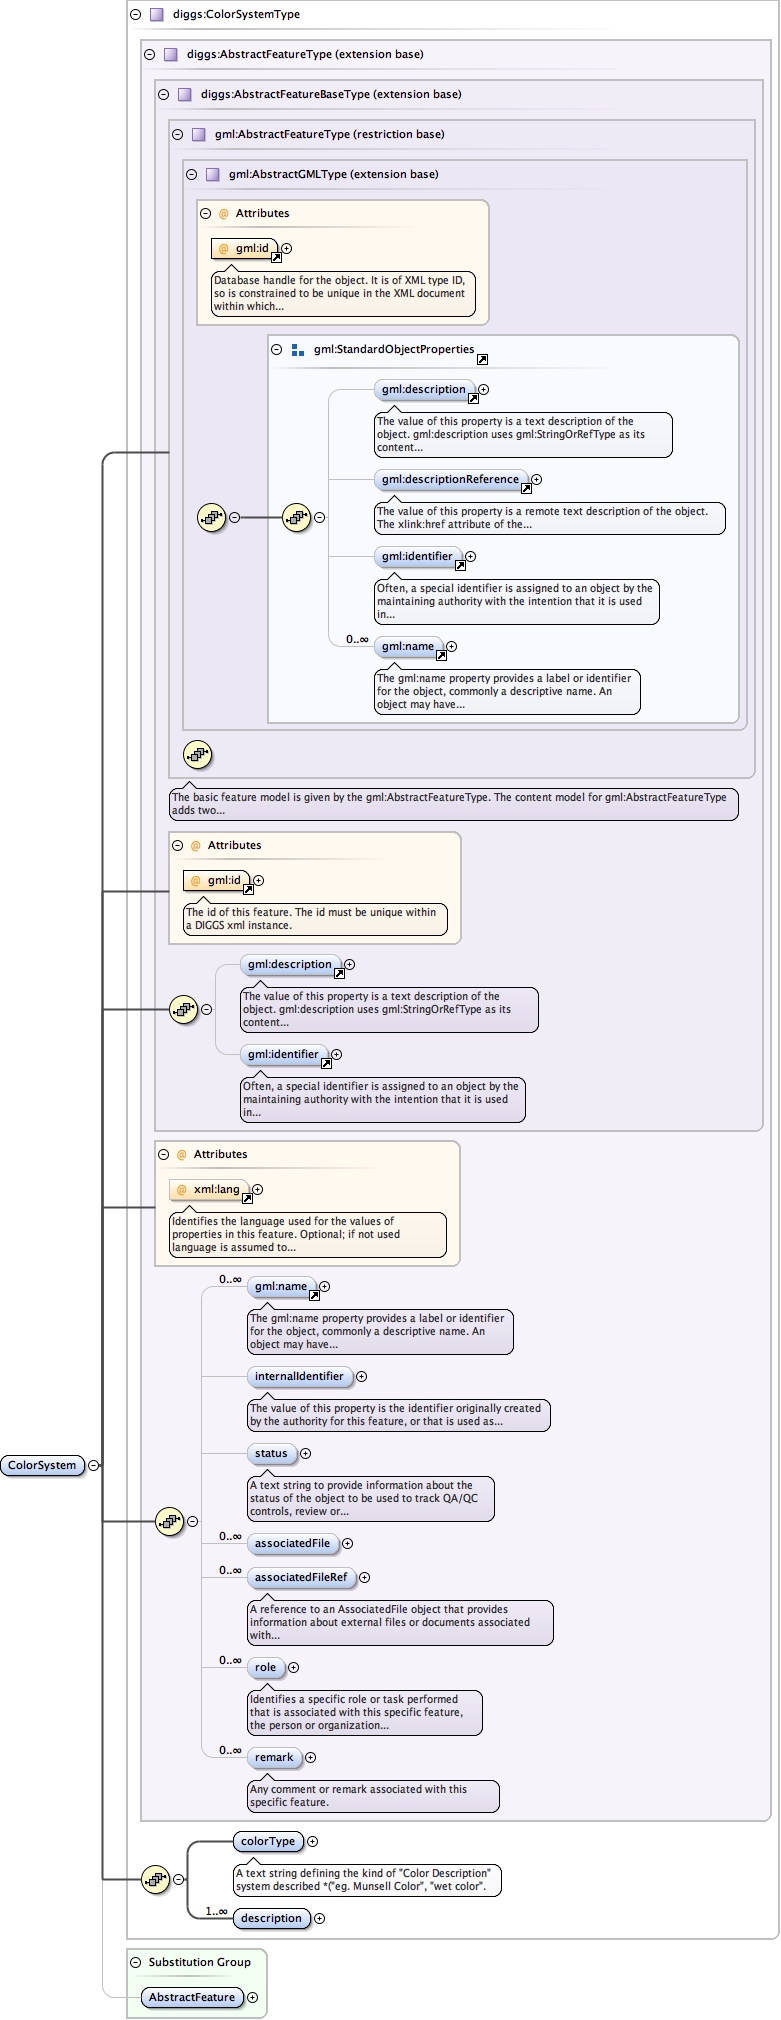 diggs:ColorSystemType
diggs:AbstractFeatureType (extension base)
diggs:AbstractFeatureBaseType (extension base)
gml:AbstractFeatureType (restriction base)
gml:AbstractGMLType (extension base)
@ Attributes
@ gml:id
Database handle for the object. It is of XML type ID,
so is constrained to be unique in the XML document
within which...
gml:StandardObjectProperties
gml:description
The value of this property is a text description of the
object. gml:description uses gml:StringOrRefType as its
content...
gml:descriptionReference
The value of this property is a remote text description of the object.
The xlink:href attribute of the...
gml:identifier
Often, a special identifier is assigned to an object by the
maintaining authority with the intention that it is used
in...
0..∞
gml:name
The gml:name property provides a label or identifier
for the object, commonly a descriptive name. An
object may have...
The basic feature model is given by the gml:AbstractFeatureType. The content model for gml:AbstractFeatureType
adds two...
@ Attributes
@ gml:id
The id of this feature. The id must be unique within
a DIGGS xml instance.
gml:description
The value of this property is a text description of the
object. gml:description uses gml:StringOrRefType as its
content...
gml:identifier
Often, a special identifier is assigned to an object by the
maintaining authority with the intention that it is used
in...
@ Attributes
@ xml:lang
Identifies the language used for the values of
properties in this feature. Optional; if not used
language is assumed to...
0..∞
gml:name
The gml:name property provides a label or identifier
for the object, commonly a descriptive name. An
object may have...
internalIdentifier
The value of this property is the identifier originally created
by the authority for this feature, or that is used as...
status
ColorSystem
A text string to provide information about the
status of the object to be used to track QA/QC
controls, review or...
0..∞
associatedFile
0..∞
associatedFileRef
A reference to an AssociatedFile object that provides
information about external files or documents associated
with...
0..∞
role
Identifies a specific role or task performed
that is associated with this specific feature,
the person or organization...
0..∞
remark
Any comment or remark associated with this
specific feature.
colorType
A text string defining the kind of "Color Description"
system described *("eg. Munsell Color", "wet color".
1..∞
description
Substitution Group
AbstractFeature